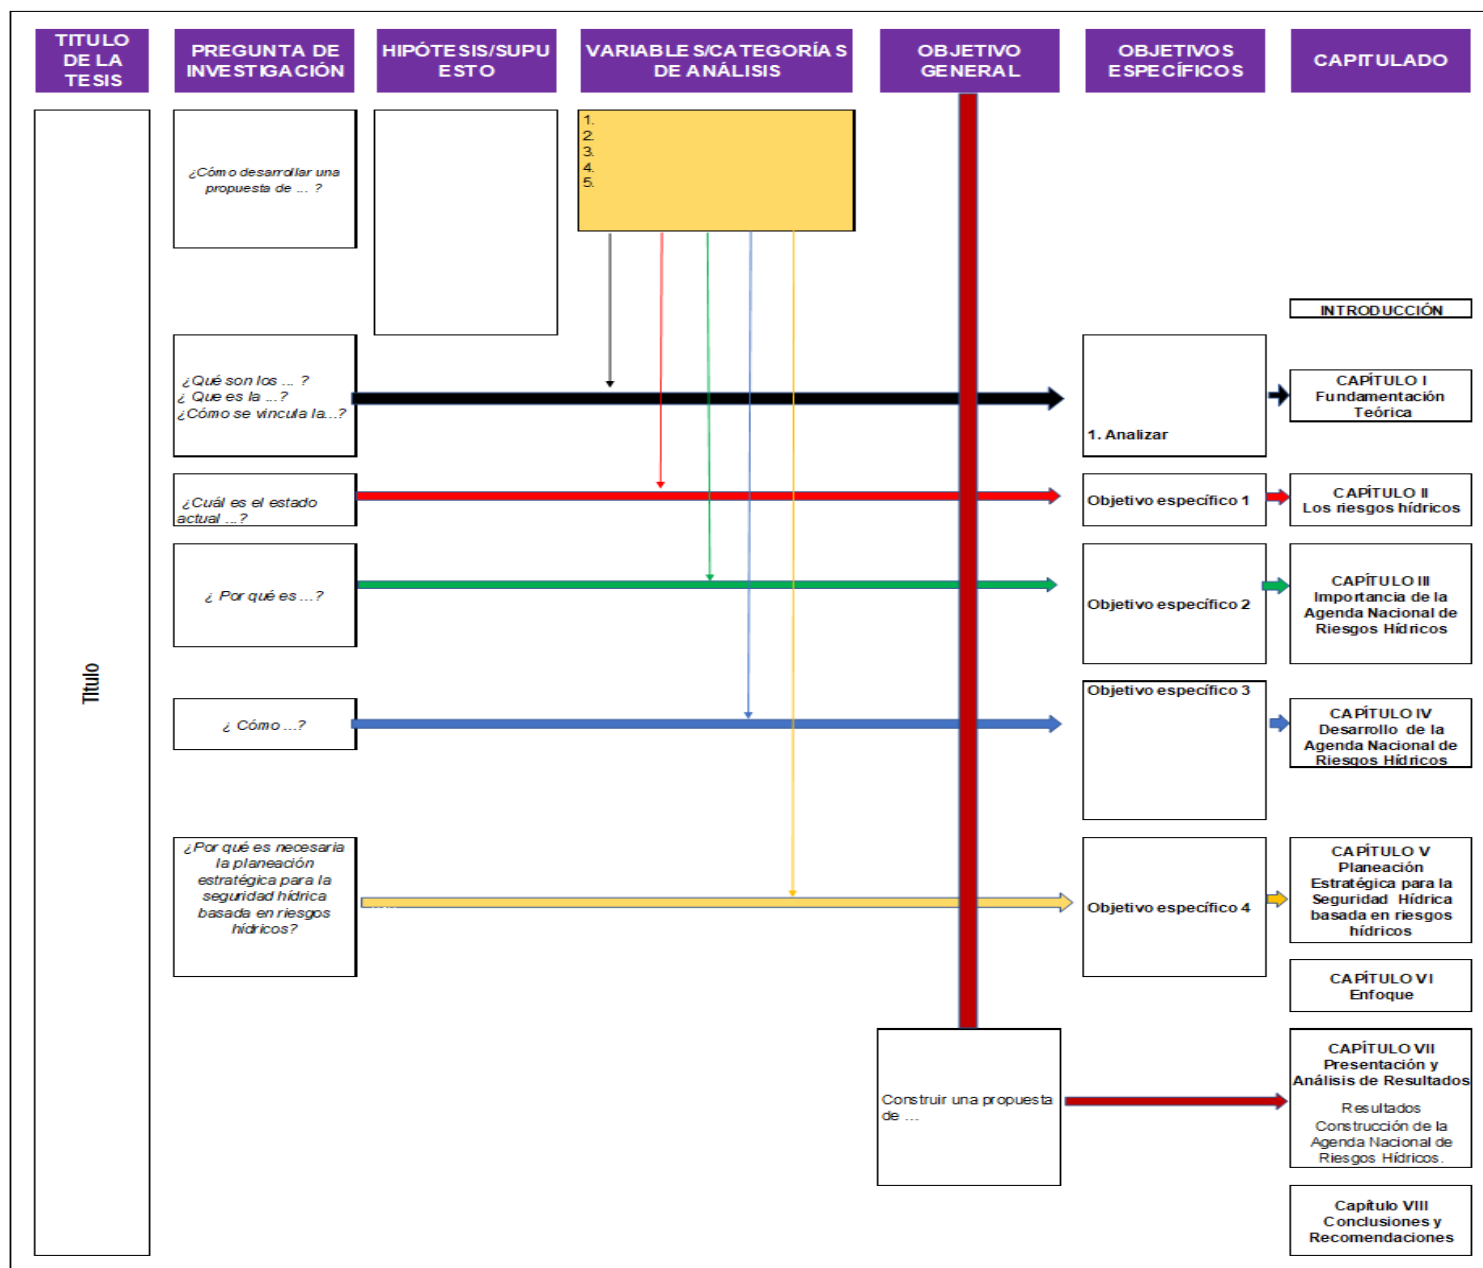 TITULO
DE LA
TESIS
PREGUNTA DE
INVESTIGACIÓN
HIPÓTESIS/SUPU
ESTO
VARIABLES/CATEGORÍAS
DE ANÁLISIS
OBJETIVO
GENERAL
OBJETIVOS
ESPECÍFICOS
CAPITULADO
Título
¿Cómo desarrollar una
propuesta de ... ?
1.
2.
3.
4.
5.
INTRODUCCIÓN
¿Qué son los ... ?
¿ Que es la ...?
¿Cómo se vincula la...?
1. Analizar
CAPÍTULO I
Fundamentación
Teórica
¿Cuál es el estado
actual ...?
Objetivo específico 1
CAPÍTULO II
Los riesgos hídricos
¿ Por qué es ...?
Objetivo específico 2
CAPÍTULO III
Importancia de la
Agenda Nacional de
Riesgos Hídricos
¿ Cómo ...?
Objetivo específico 3
CAPÍTULO IV
Desarrollo de la
Agenda Nacional de
Riesgos Hídricos
¿Por qué es necesaria
la planeación
estratégica para la
seguridad hídrica
basada en riesgos
hídricos?
Objetivo específico 4
CAPÍTULO V
Planeación
Estratégica para la
Seguridad Hídrica
basada en riesgos
hídricos
CAPÍTULO VI
Enfoque
Construir una propuesta
de ...
CAPÍTULO VII
Presentación y
Análisis de Resultados
Resultados
Construcción de la
Agenda Nacional de
Riesgos Hídricos.
Capítulo VIII
Conclusiones y
Recomendaciones